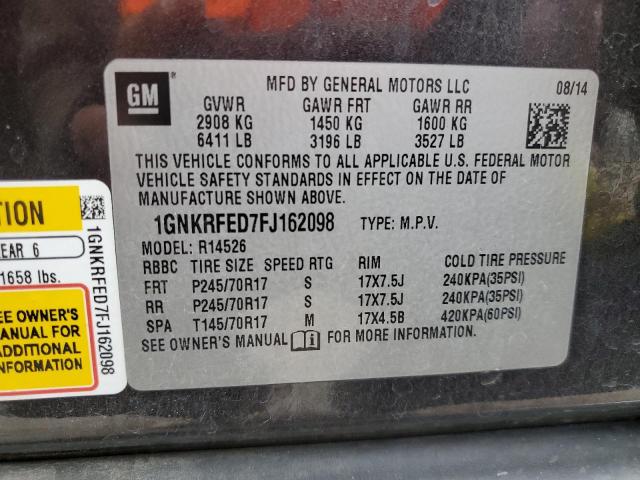 GM
MFD BY GENERAL MOTORS LLC 08/14
GVWR GAWR FRT GAWR RR
2908 KG 1450 KG 1600 KG
6411 LB 3196 LB 3527 LB
THIS VEHICLE CONFORMS TO ALL APPLICABLE U.S. FEDERAL MOTOR
VEHICLE SAFETY STANDARDS IN EFFECT ON THE DATE OF
MANUFACTURE SHOWN ABOVE.
1GNKRFED7FJ162098 TYPE: M.P.V.
MODEL: R14526
RBBC TIRE SIZE SPEED RTG RIM COLD TIRE PRESSURE
FRT P245/70R17 S 17X7.5J 240KPA(35PSI)
RR P245/70R17 S 17X7.5J 240KPA(35PSI)
SPA T145/70R17 M 17X4.5B 420KPA(60PSI)
SEE OWNER'S MANUAL i FOR MORE INFORMATION.
TION
EAR 6
1658 lbs.
EE OWNER'S
MANUAL FOR
ADDITIONAL
FORMATION
1GNKRFED7FJ162098